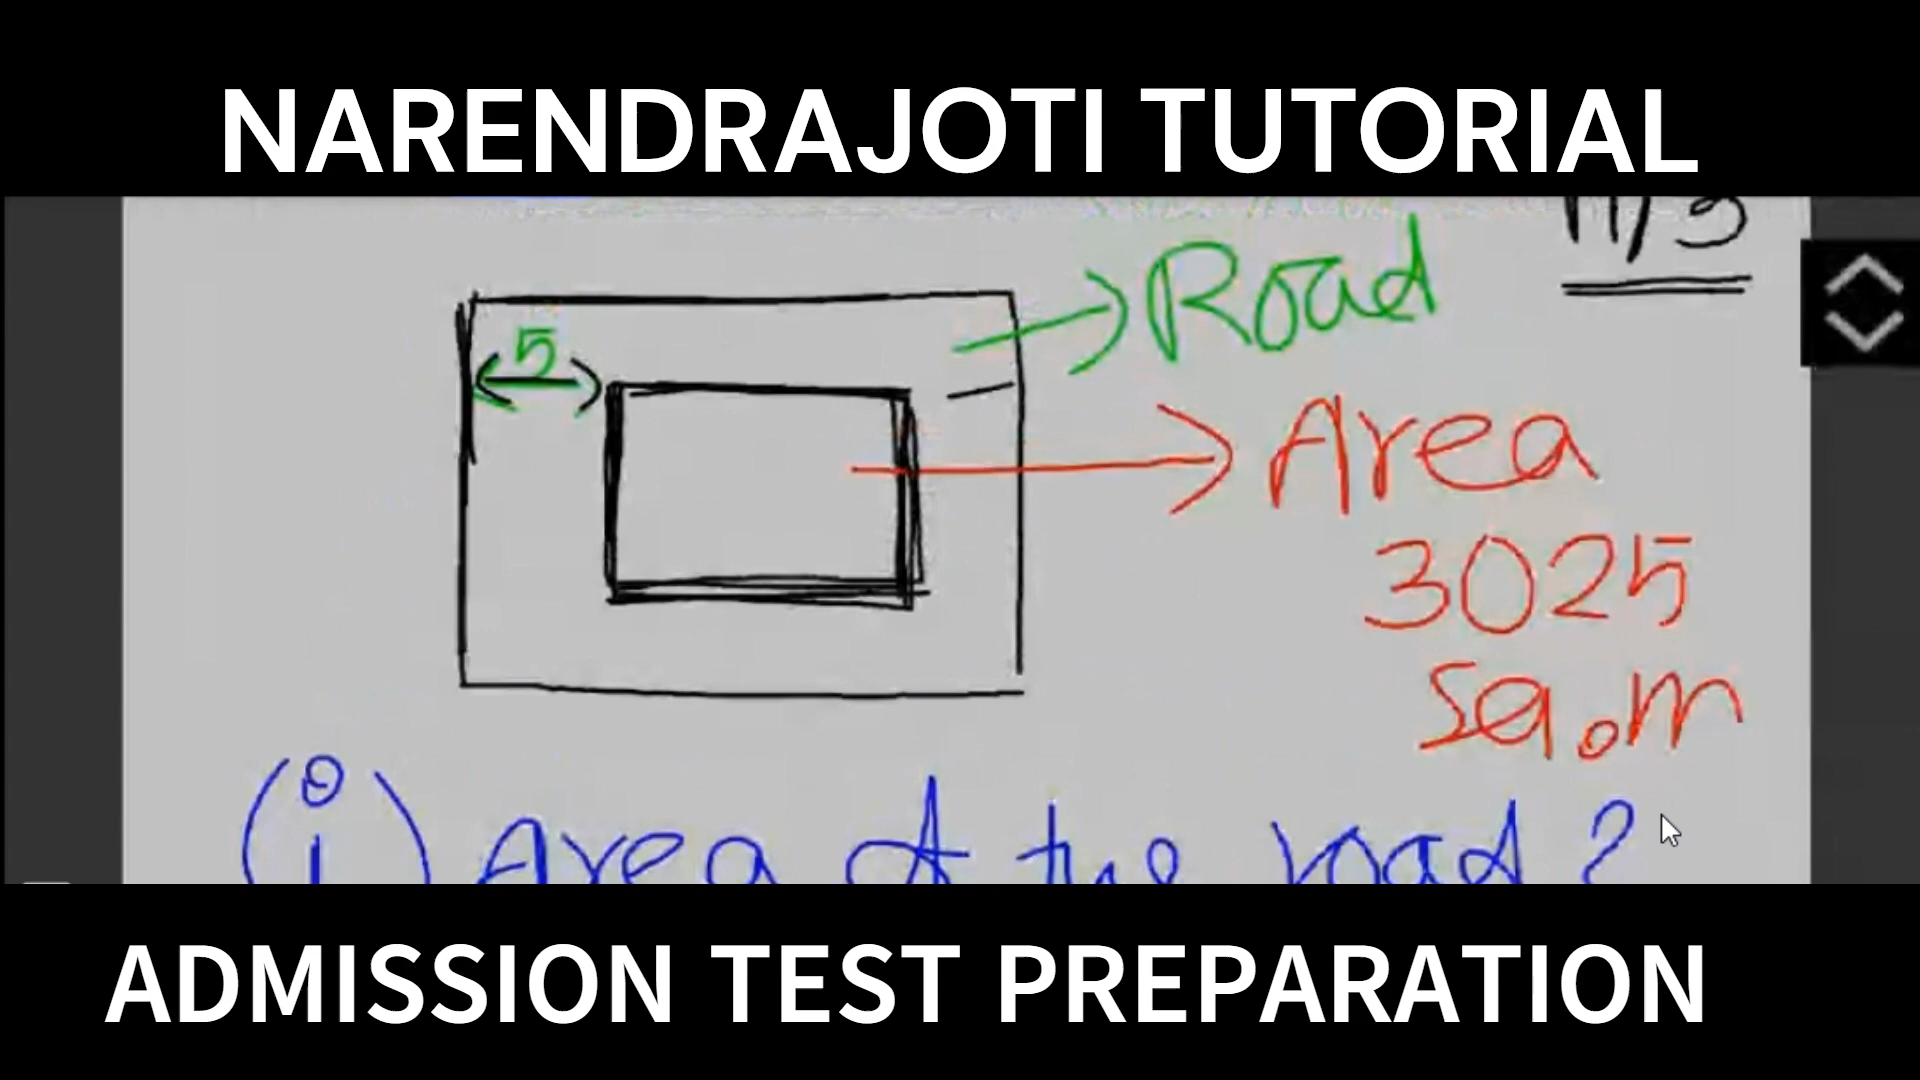 NARENDRAJOTI TUTORIAL
m/s
5
Road
Area
3025
sq.m
(i) Area of the road ?
ADMISSION TEST PREPARATION